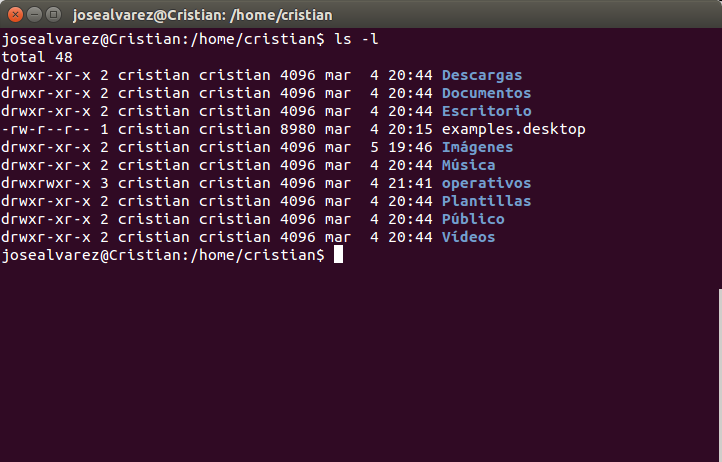 josealvarez@Cristian: /home/cristian
josealvarez@Cristian:/home/cristian$ ls -l
total 48
drwxr-xr-x 2 cristian cristian 4096 mar  4 20:44 Descargas
drwxr-xr-x 2 cristian cristian 4096 mar  4 20:44 Documentos
drwxr-xr-x 2 cristian cristian 4096 mar  4 20:44 Escritorio
-rw-r--r-- 1 cristian cristian 8980 mar  4 20:15 examples.desktop
drwxr-xr-x 2 cristian cristian 4096 mar  5 19:46 Imágenes
drwxr-xr-x 2 cristian cristian 4096 mar  4 20:44 Música
drwxrwxr-x 3 cristian cristian 4096 mar  4 21:41 operativos
drwxr-xr-x 2 cristian cristian 4096 mar  4 20:44 Plantillas
drwxr-xr-x 2 cristian cristian 4096 mar  4 20:44 Público
drwxr-xr-x 2 cristian cristian 4096 mar  4 20:44 Vídeos
josealvarez@Cristian:/home/cristian$